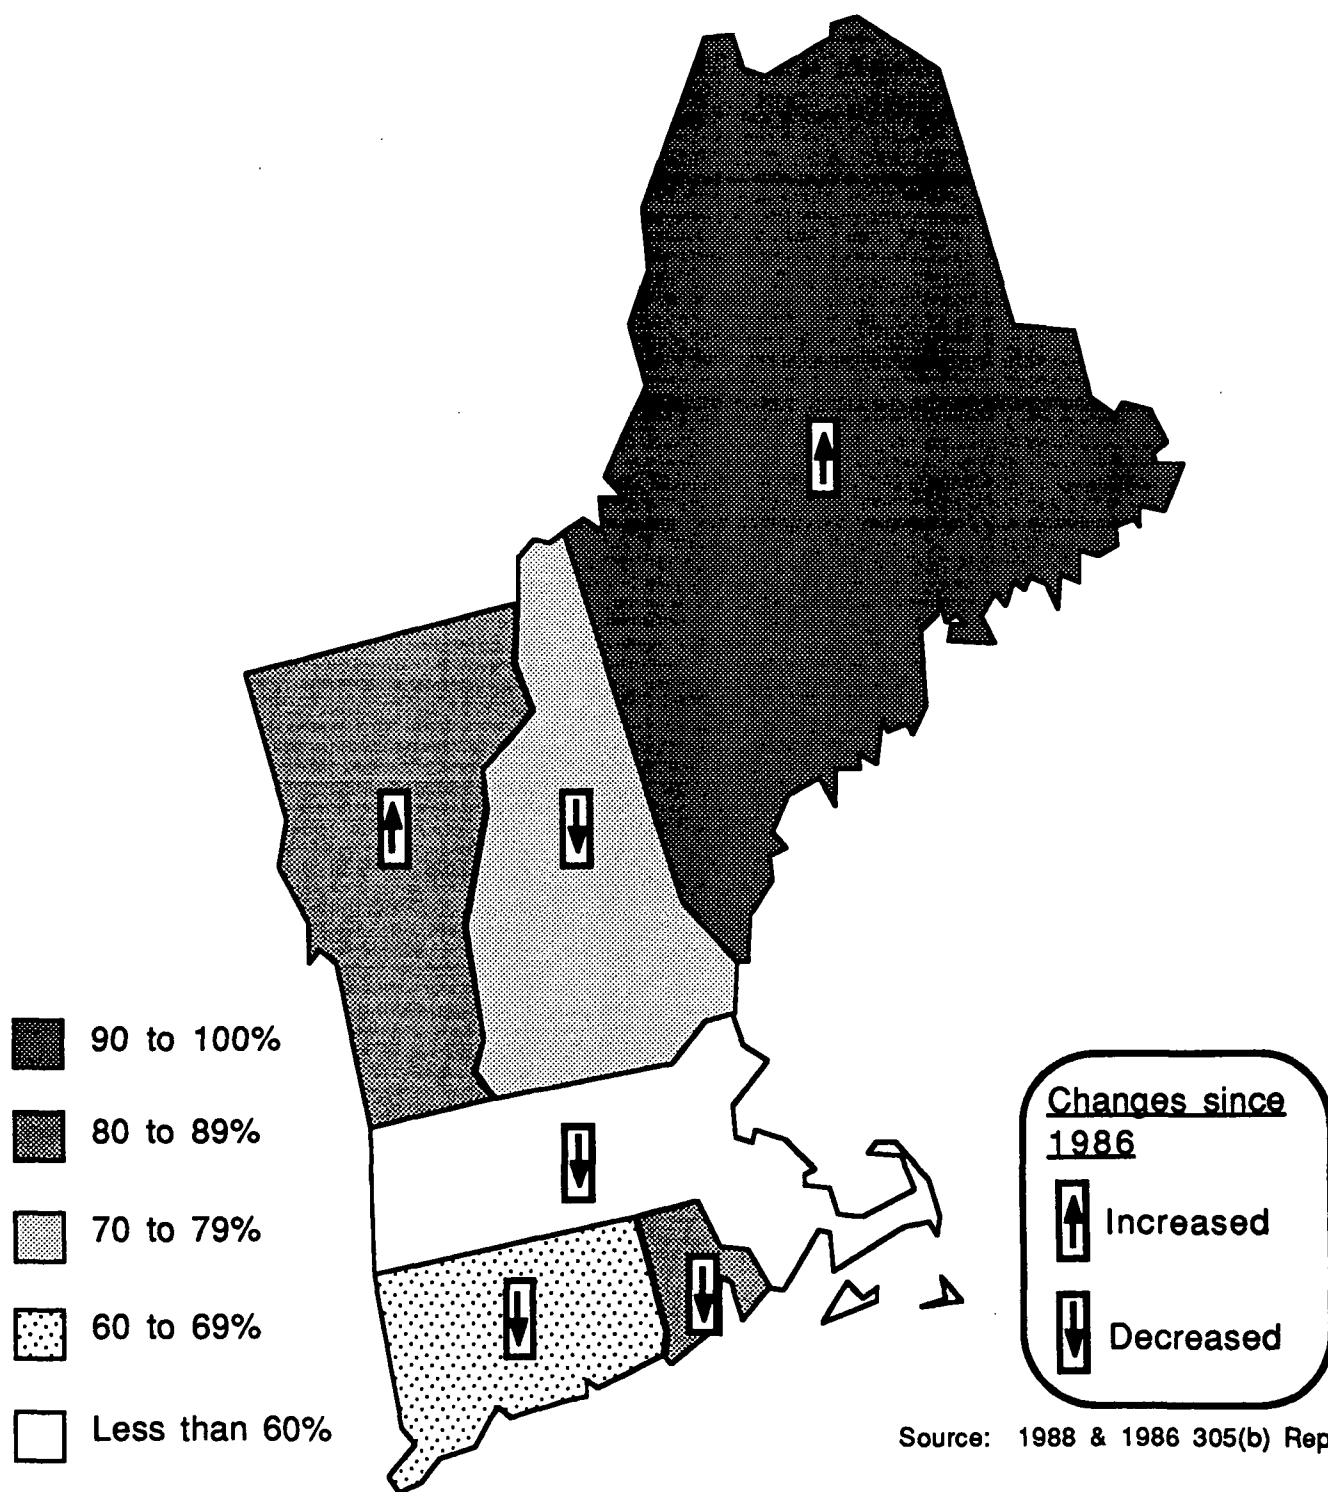 90 to 100%
80 to 89%
70 to 79%
60 to 69%
Less than 60%
Changes since
1986
Increased
Decreased
Source: 1988 & 1986 305(b) Rep